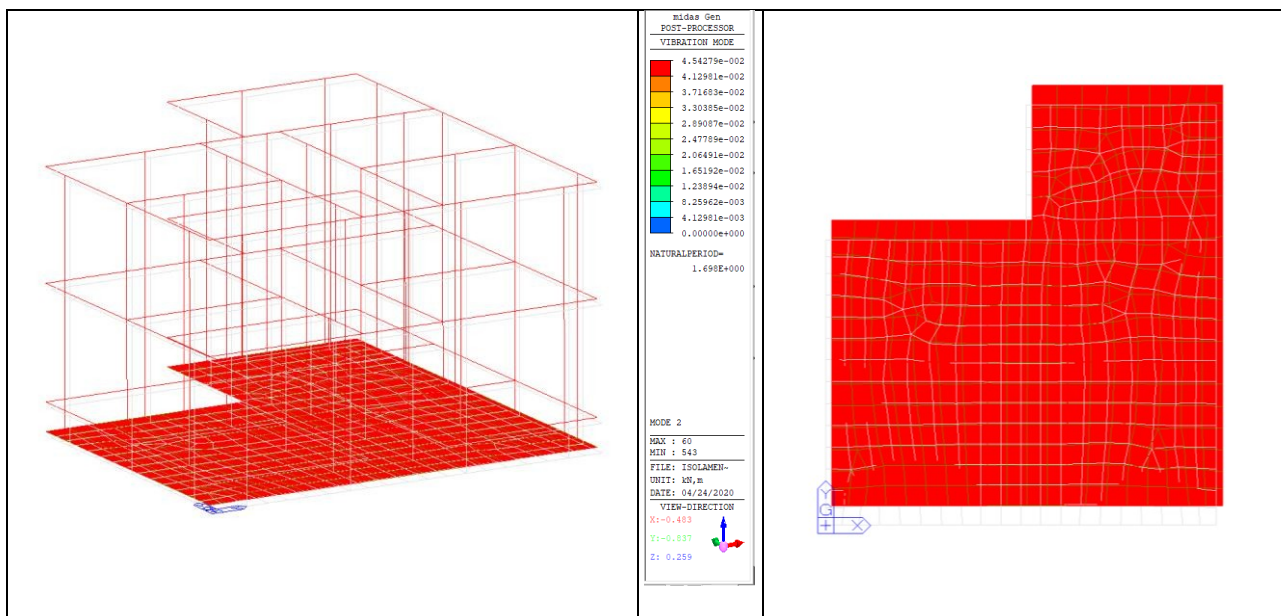 midas Gen
POST-PROCESSOR
VIBRATION MODE
4.54279e-002
4.12981e-002
3.71683e-002
3.30385e-002
2.89087e-002
2.47789e-002
2.06491e-002
1.65192e-002
1.23894e-002
8.25962e-003
4.12981e-003
0.00000e+000
NATURALPERIOD=
1.698E+000
MODE 2
MAX : 60
MIN : 543
FILE: ISOLAMEN~
UNIT: kN,m
DATE: 04/24/2020
VIEW-DIRECTION
X:-0.483
Y:-0.837
Z: 0.259
Y
G
X